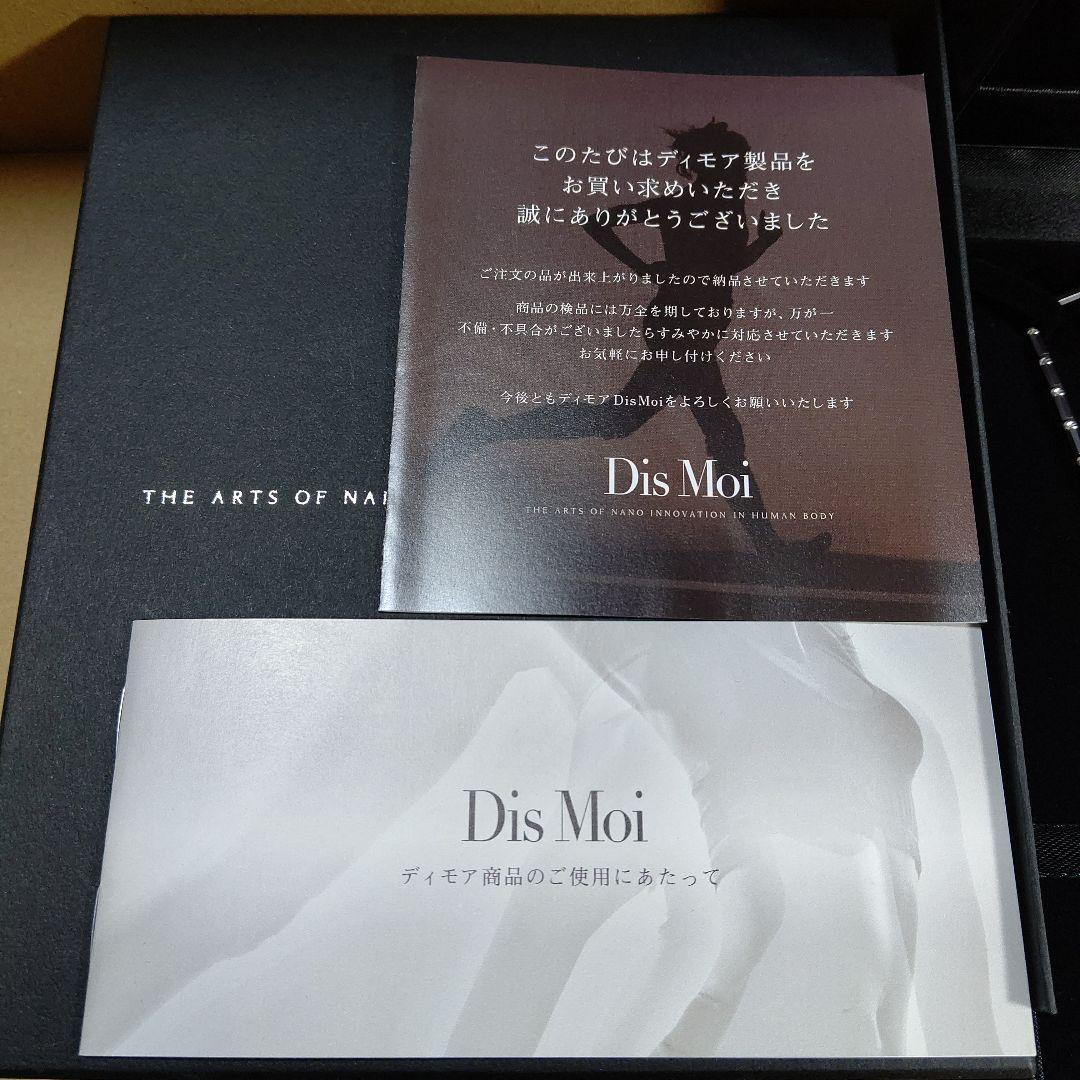 このたびはディモア製品を
お買い求めいただき
誠にありがとうございました
ご注文の品が出来上がりましたので納品させていただきます
商品の検品には万全を期しておりますが、万が一
不備・不具合がございましたらすみやかに対応させていただきます
お気軽にお申し付けください
今後ともディモアDisMoiをよろしくお願いいたします
Dis Moi
THE ARTS OF NANO INNOVATION IN HUMAN BODY
THE ARTS OF NAN
Dis Moi
ディモア商品のご使用にあたって